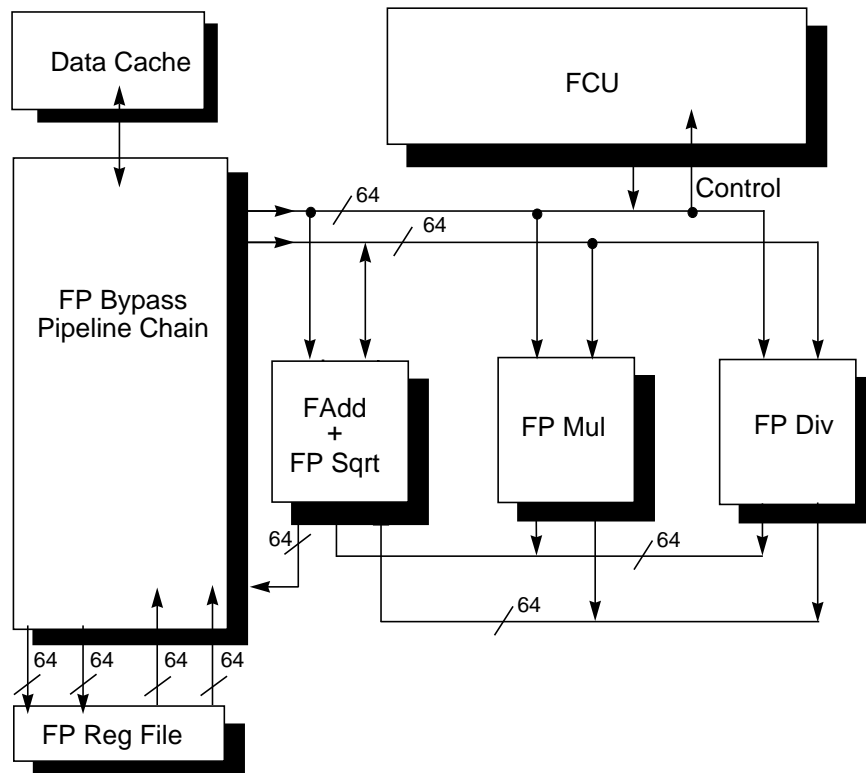 Data Cache
FCU
Control
64
64
FP Bypass
Pipeline Chain
FAdd
+
FP Sqrt
FP Mul
FP Div
64
64
64
64
64
64
64
FP Reg File